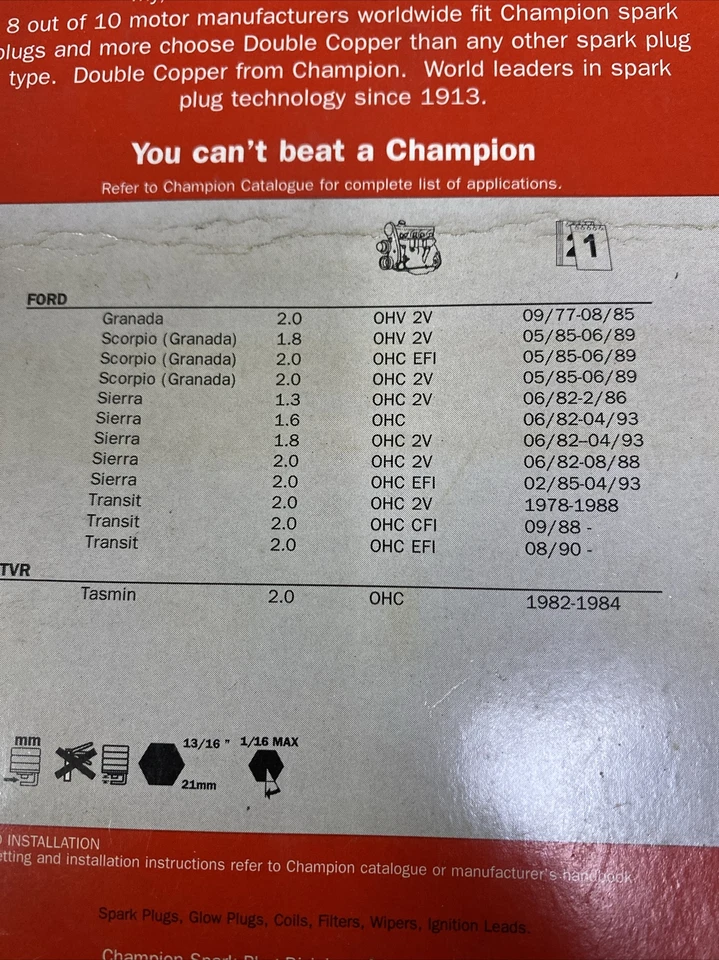 8 out of 10 motor manufacturers worldwide fit Champion spark
plugs and more choose Double Copper than any other spark plug
type. Double Copper from Champion. World leaders in spark
plug technology since 1913.
You can't beat a Champion
Refer to Champion Catalogue for complete list of applications.
21
FORD
Granada 2.0 OHV 2V 09/77-08/85
Scorpio (Granada) 1.8 OHV 2V 05/85-06/89
Scorpio (Granada) 2.0 OHC EFI 05/85-06/89
Scorpio (Granada) 2.0 OHC 2V 05/85-06/89
Sierra 1.3 OHC 2V 06/82-2/86
Sierra 1.6 OHC 06/82-04/93
Sierra 1.8 OHC 2V 06/82-04/93
Sierra 2.0 OHC 2V 06/82-08/88
Sierra 2.0 OHC EFI 02/85-04/93
Transit 2.0 OHC 2V 1978-1988
Transit 2.0 OHC CFI 09/88 -
Transit 2.0 OHC EFI 08/90 -
TVR
Tasmin 2.0 OHC 1982-1984
mm 13/16 " 1/16 MAX
21mm
INSTALLATION
etting and installation instructions refer to Champion catalogue or manufacturer's handbook
Spark Plugs, Glow Plugs, Coils, Filters, Wipers, Ignition Leads.
Champion Spark Plug